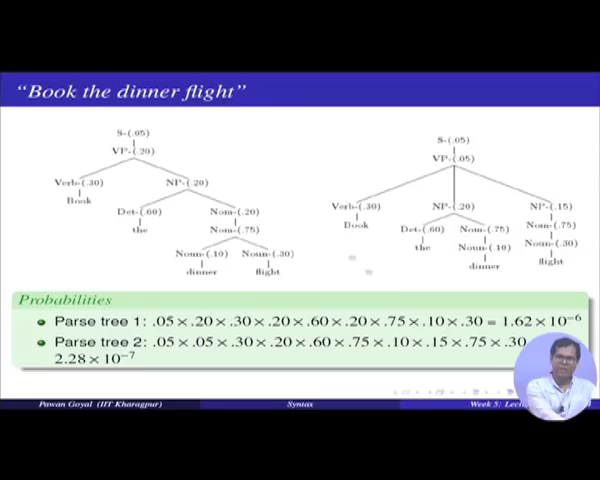 "Book the dinner flight"
S-(.05)
VP-(.20)
Verb-(.30) NP-(.20)
Book
Det-(.60) Nom-(.20)
the Nom-(.75)
Noun-(.10) Noun-(.30)
dinner flight
S-(.05)
VP-(.05)
Verb-(.30) NP-(.20) NP-(.15)
Book Det-(.60) Nom-(.75) Nom-(.75)
the Noun-(.10) Noun-(.30)
dinner flight
Probabilities
Parse tree 1: .05×.20×.30×.20×.60×.20×.75×.10×.30 = 1.62×10⁻⁶
Parse tree 2: .05×.05×.30×.20×.60×.75×.10×.15×.75×.30
2.28×10⁻⁷
Pawan Goyal (IIT Kharagpur) Syntax Week 5: